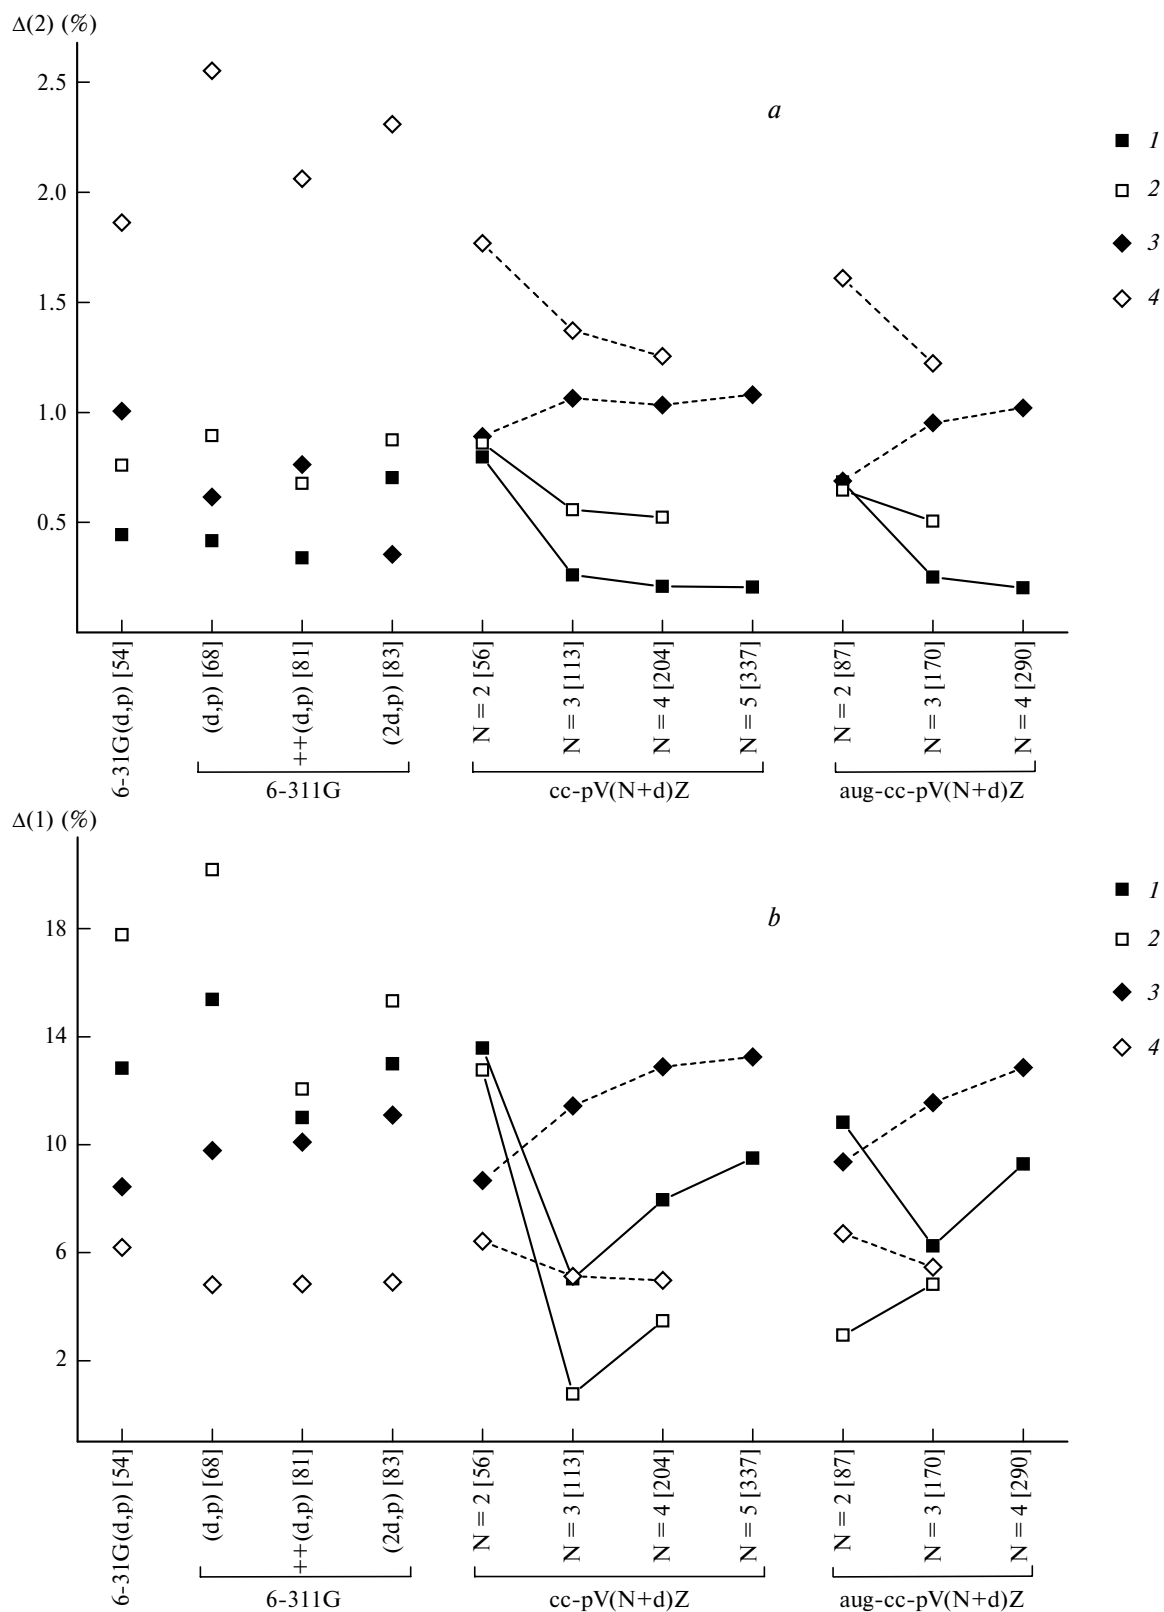 Δ(2) (%)
2.5
2.0
1.5
1.0
0.5
a
1
2
3
4
6-31G(d,p) [54]
(d,p) [68]
++(d,p) [81]
(2d,p) [83]
N = 2 [56]
N = 3 [113]
N = 4 [204]
N = 5 [337]
N = 2 [87]
N = 3 [170]
N = 4 [290]
6-311G
cc-pV(N+d)Z
aug-cc-pV(N+d)Z
Δ(1) (%)
18
14
10
6
2
b
1
2
3
4
6-31G(d,p) [54]
(d,p) [68]
++(d,p) [81]
(2d,p) [83]
N = 2 [56]
N = 3 [113]
N = 4 [204]
N = 5 [337]
N = 2 [87]
N = 3 [170]
N = 4 [290]
6-311G
cc-pV(N+d)Z
aug-cc-pV(N+d)Z